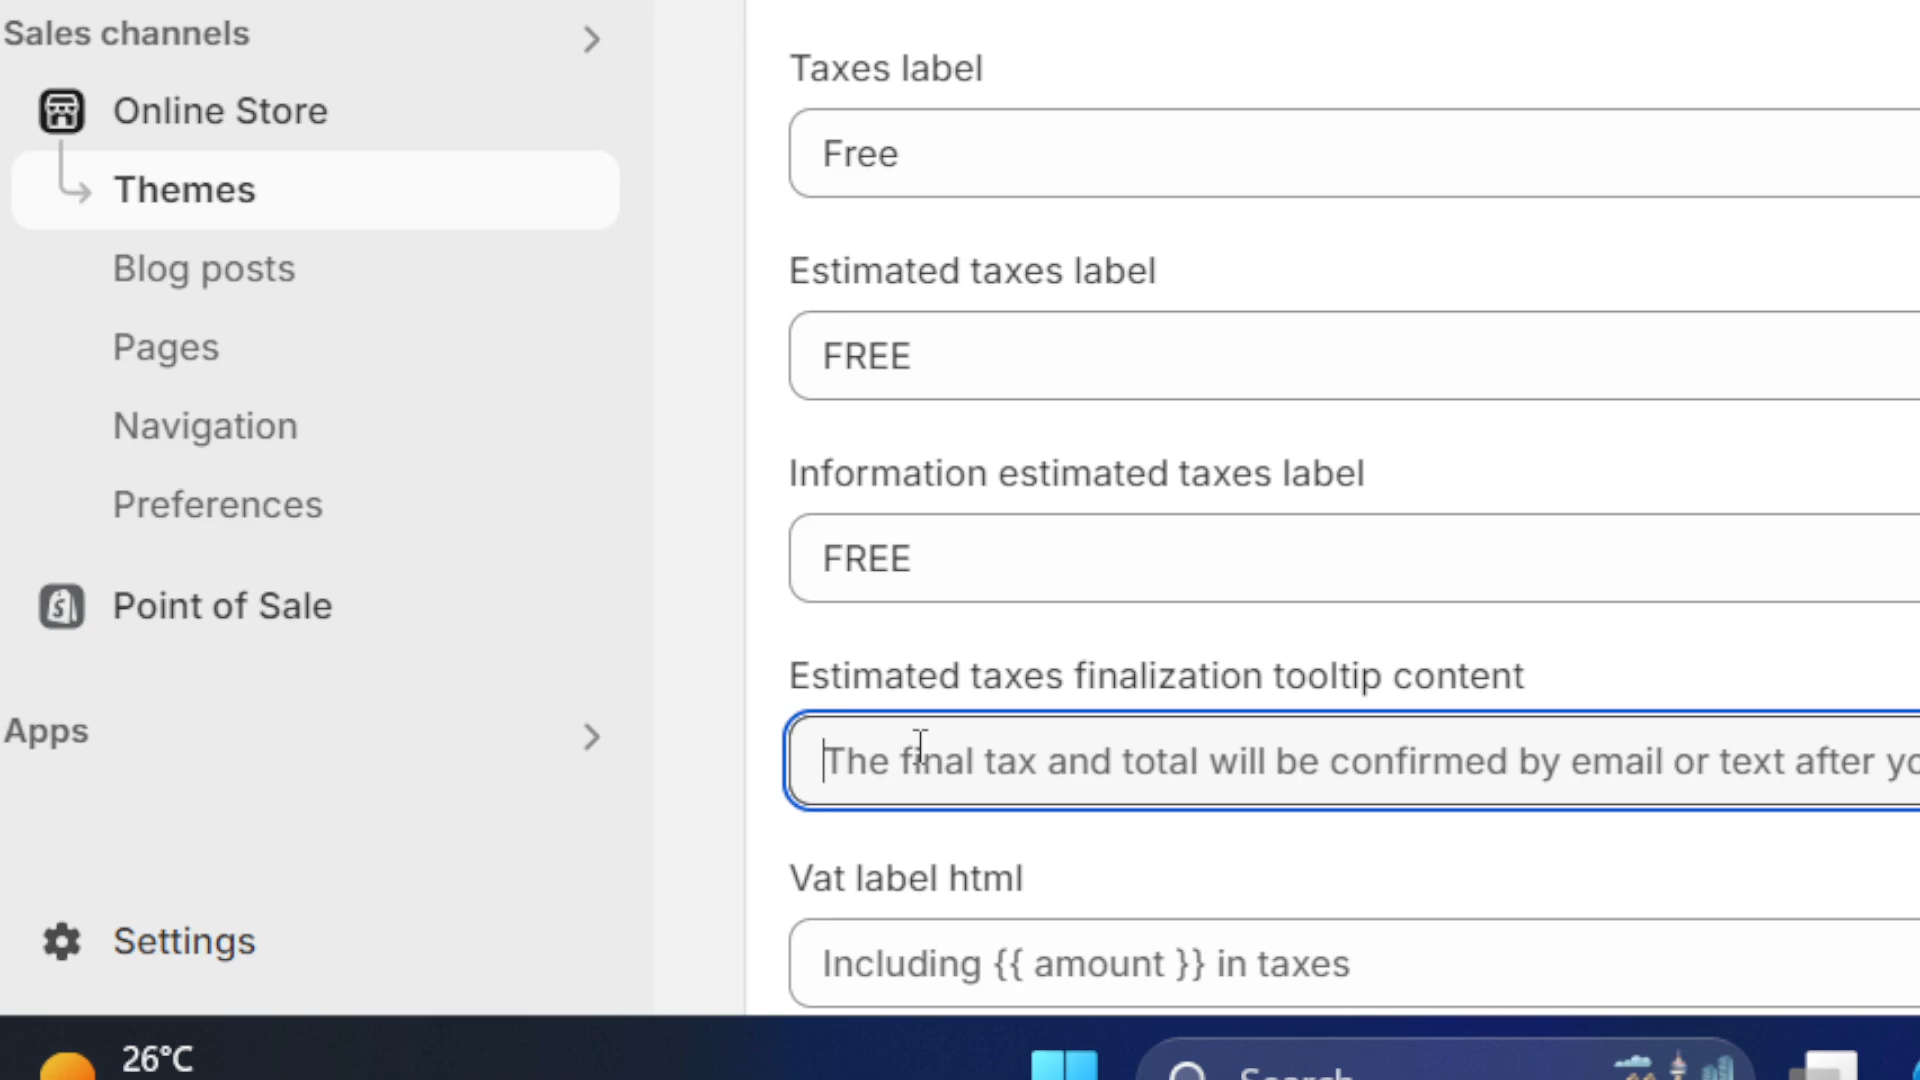 Sales channels
Online Store
Themes
Blog posts
Pages
Navigation
Preferences
Point of Sale
Apps
Settings
Taxes label
Free
Estimated taxes label
FREE
Information estimated taxes label
FREE
Estimated taxes finalization tooltip content
The final tax and total will be confirmed by email or text after yo
Vat label html
Including {{ amount }} in taxes
26°C
Search